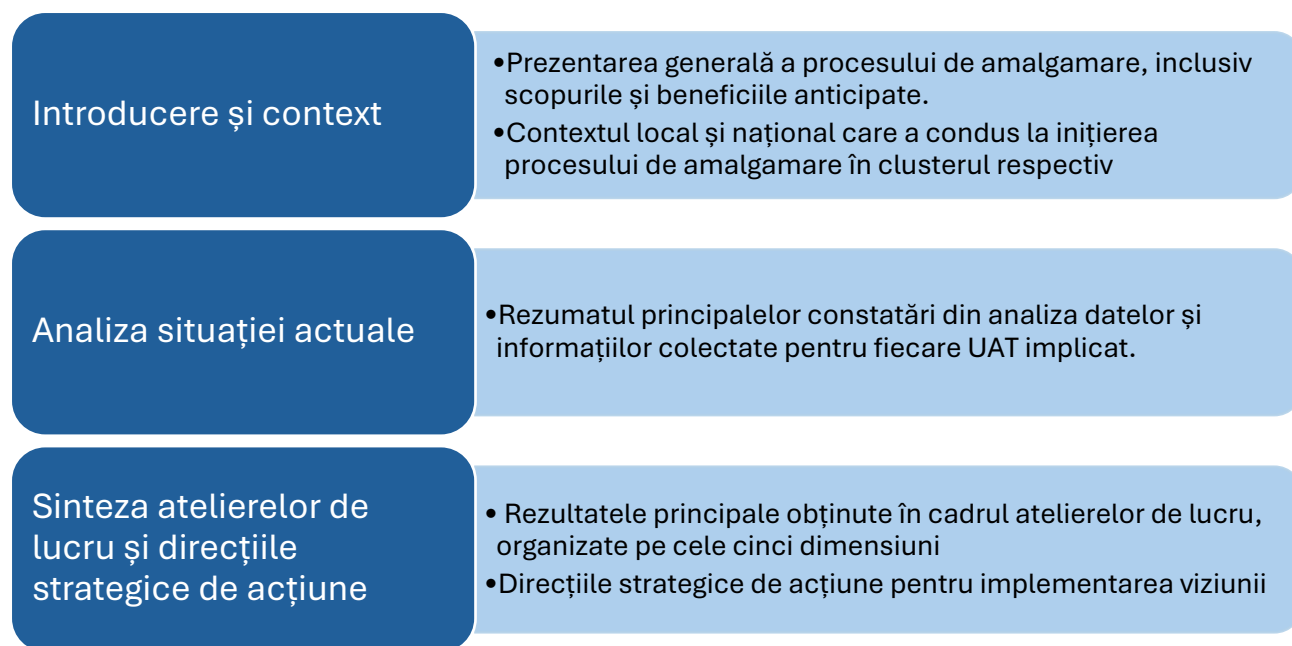 Introducere și context
•Prezentarea generală a procesului de amalgamare, inclusiv
scopurile și beneficiile anticipate.
•Contextul local și național care a condus la inițierea
procesului de amalgamare în clusterul respectiv
Analiza situației actuale
•Rezumatul principalelor constatări din analiza datelor și
informațiilor colectate pentru fiecare UAT implicat.
Sinteza atelierelor de
lucru și direcțiile
strategice de acțiune
• Rezultatele principale obținute în cadrul atelierelor de lucru,
organizate pe cele cinci dimensiuni
•Direcțiile strategice de acțiune pentru implementarea viziunii